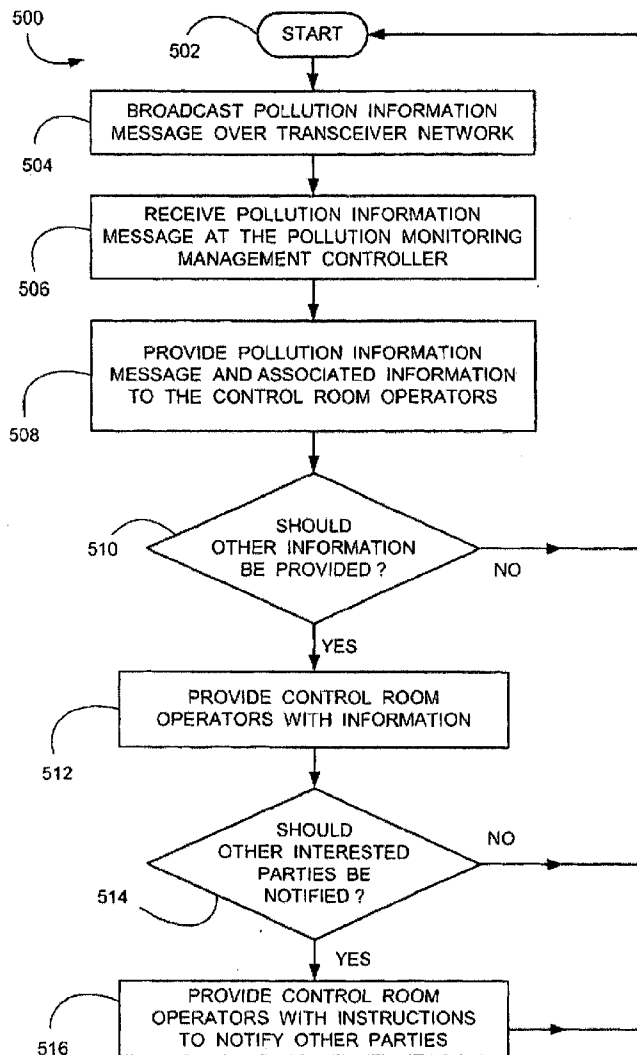 500
502
START
BROADCAST POLLUTION INFORMATION
MESSAGE OVER TRANSCEIVER NETWORK
504
RECEIVE POLLUTION INFORMATION
MESSAGE AT THE POLLUTION MONITORING
MANAGEMENT CONTROLLER
506
PROVIDE POLLUTION INFORMATION
MESSAGE AND ASSOCIATED INFORMATION
TO THE CONTROL ROOM OPERATORS
508
SHOULD
OTHER INFORMATION
BE PROVIDED?
510
NO
YES
PROVIDE CONTROL ROOM
OPERATORS WITH INFORMATION
512
SHOULD
OTHER INTERESTED
PARTIES BE
NOTIFIED?
NO
514
YES
PROVIDE CONTROL ROOM
OPERATORS WITH INSTRUCTIONS
TO NOTIFY OTHER PARTIES
516